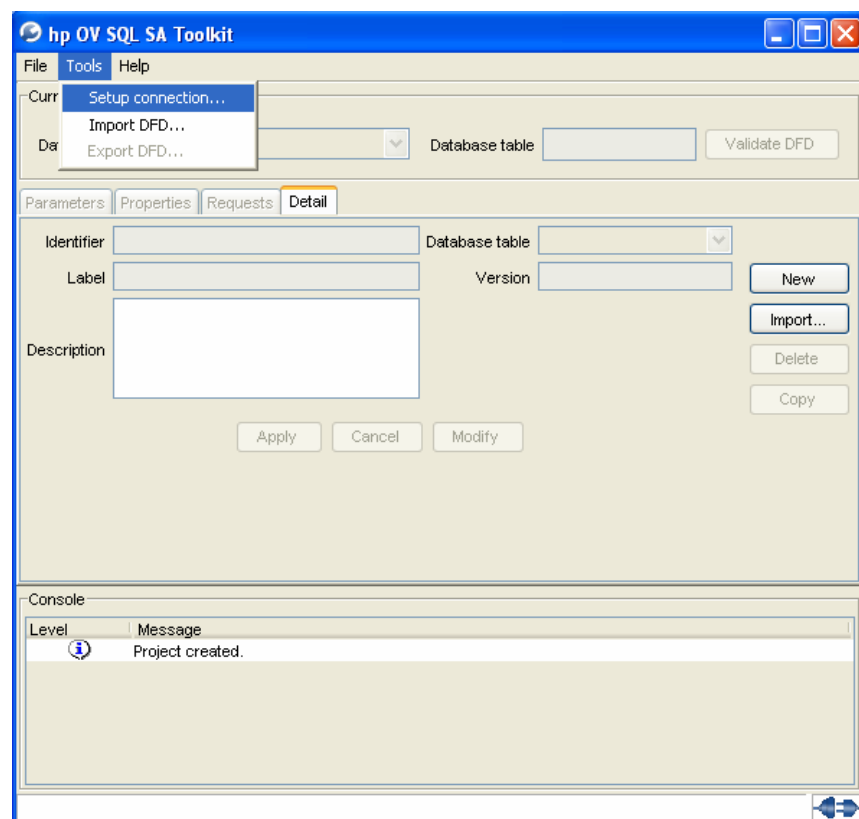 hp OV SQL SA Toolkit
File Tools Help
Curr
Setup connection...
Import DFD...
Export DFD...
Da
Database table
Validate DFD
Parameters Properties Requests Detail
Identifier
Database table
Label
Version
New
Import...
Description
Delete
Copy
Apply Cancel Modify
Console
Level Message
Project created.